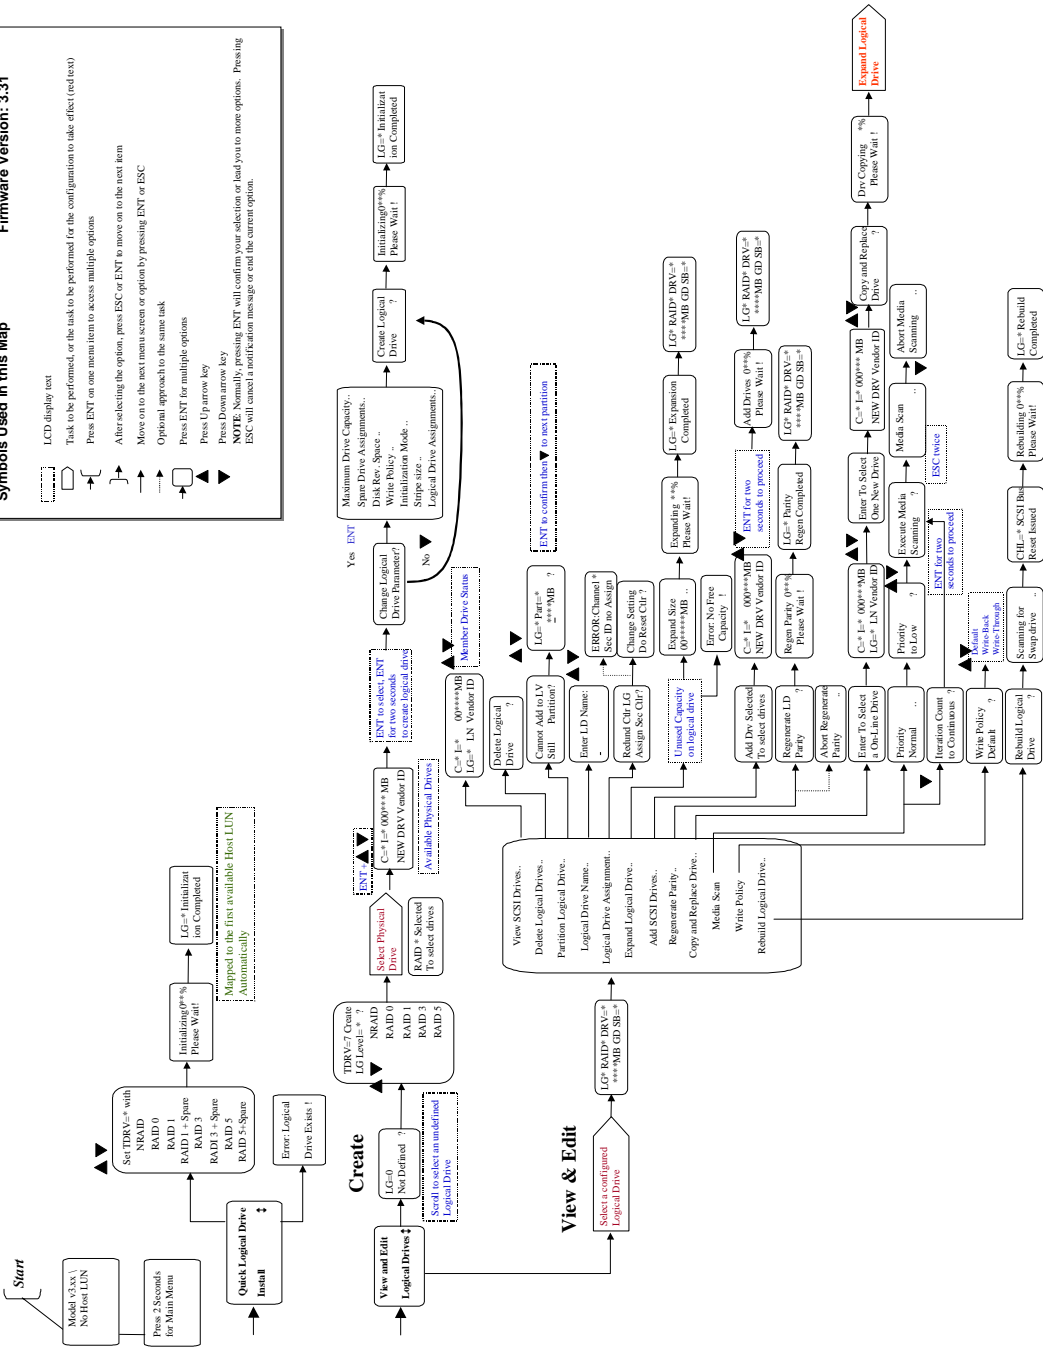 Symbols Used in this Map
Firmware Version: 3.31
LCD display text
Task to be performed, or the task to be performed for the configuration to take effect (red text)
Press ENT on one menu item to access multiple options
After selecting the option, press ESC or ENT to move on to the next item
Move on to the next menu screen or option by pressing ENT or ESC
Optional approach to the same task
Press ENT for multiple options
Press Up arrow key
Press Down arrow key
NOTE: Normally, pressing ENT will confirm your selection or lead you to more options. Pressing
ESC will cancel a notification message or end the current option.
Start
Model v3.xx \
No Host LUN
Press 2 Seconds
for Main Menu
Quick Logical Drive
Install
Set TDRV=* with
NRAID
RAID 0
RAID 1
RAID 1 + Spare
RAID 3
RADI 3 + Spare
RAID 5
RAID 5+Spare
Error: Logical
Drive Exists !
Initializing0**%
Please Wait!
LG=* Initializat
ion Completed
Mapped to the first available Host LUN
Automatically
Create
View and Edit
Logical Drives
LG=0
Not Defined ?
Scroll to select an undefined
Logical Drive
TDRV=7 Create
LG Level= * ?
NRAID
RAID 0
RAID 1
RAID 3
RAID 5
Select Physical
Drive
RAID * Selected
To select drives
ENT +
C=* I=* 000*** MB
NEW DRV Vendor ID
Available Physical Drives
ENT to select, ENT
for two seconds
to create logical drive
Change Logical
Drive Parameter?
Yes ENT
No
Maximum Drive Capacity..
Spare Drive Assignments..
Disk Rev. Space ..
Write Policy ..
Initialization Mode ..
Stripe size ..
Logical Drive Assignments..
Create Logical
Drive ?
Initializing0**%
Please Wait !
LG=* Initializat
ion Completed
View & Edit
Select a configured
Logical Drive
LG* RAID* DRV=*
****MB GD SB=*
View SCSI Drives..
Delete Logical Drives..
Partition Logical Drive..
Logical Drive Name..
Logical Drive Assignment..
Expand Logical Drive..
Add SCSI Drives..
Regenerate Parity..
Copy and Replace Drive..
Media Scan
Write Policy
Rebuild Logical Drive..
C=* I=* 00****MB
LG=* LN Vendor ID
Member Drive Status
Delete Logical
Drive ?
Cannot Add to LV
Still Partition?
LG=* Part=*
****MB ?
ENT to confirm then to next partition
Enter LD Name:
_
Redund Ctlr LG
Assign Sec Ctlr?
ERROR:Channel *
Sec ID no Assign
Change Setting
Do Reset Ctlr ?
Unused Capacity
on logical drive
Expand Size
00*****MB ..
Error: No Free
Capacity !
Expanding **%
Please Wait!
LG=* Expansion
Completed
LG* RAID* DRV=*
****MB GD SB=*
Add Drv Selected
To select drives
C=* I=* 000***MB
NEW DRV Vendor ID
ENT for two
seconds to proceed
Add Drives 0**%
Please Wait !
LG* RAID* DRV=*
****MB GD SB=*
Regenerate LD
Parity ?
Abort Regenerate
Parity ..
Regen Parity 0**%
Please Wait !
LG=* Parity
Regen Completed
LG* RAID* DRV=*
****MB GD SB=*
Enter To Select
a On-Line Drive
C=* I=* 000***MB
LG=* LN Vendor ID
Enter To Select
One New Drive
C=* I=* 000*** MB
NEW DRV Vendor ID
Copy and Replace
Drive ?
Drv Copying *%
Please Wait !
Expand Logical
Drive
Priority
Normal ..
Priority
to Low ?
Execute Media
Scanning ?
Media Scan ..
Abort Media
Scanning ..
ESC twice
Iteration Count
to Continuous ?
ENT for two
seconds to proceed
Write Policy
Default ?
Default
Write-Back
Write-Through
Rebuild Logical
Drive ?
Scanning for
Swap drive ..
CHL=* SCSI Bus
Reset Issued
Rebuilding 0**%
Please Wait!
LG=* Rebuild
Completed